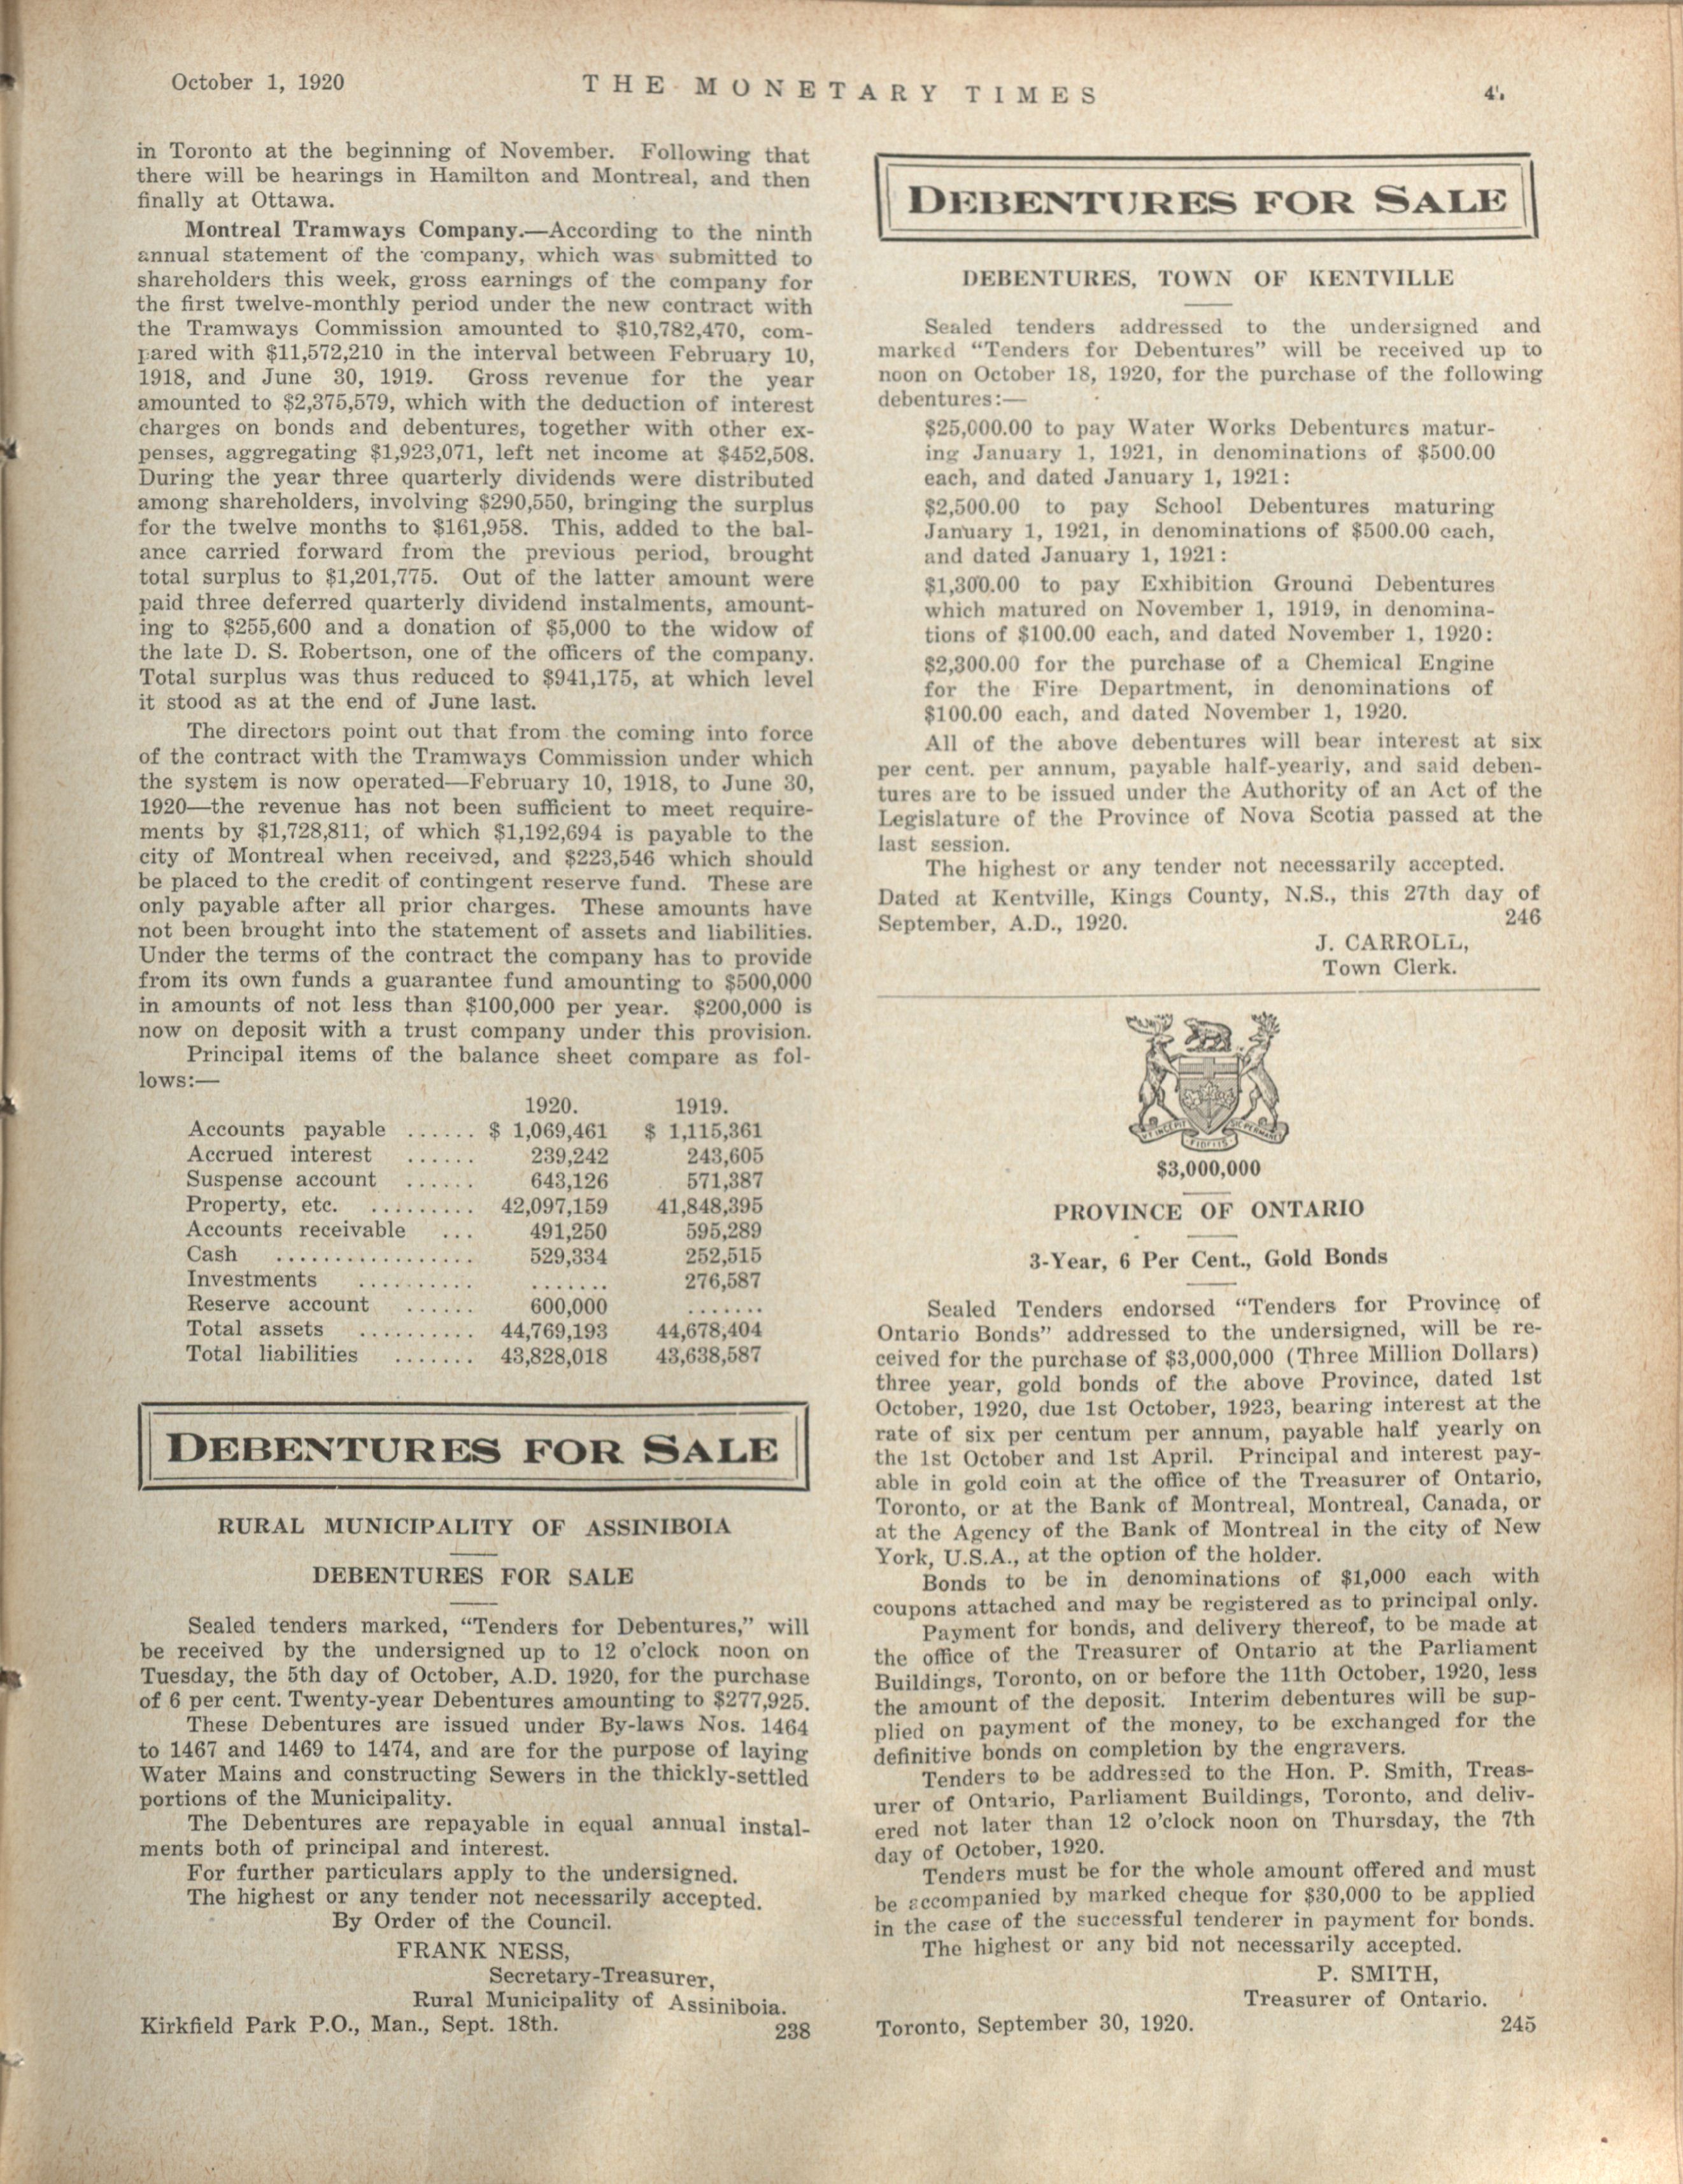 October 1, 1920
THE MONETARY TIMES
in Toronto at the beginning of November. Following that
there will be hearings in Hamilton and Montreal, and then
finally at Ottawa.
Montreal Tramways Company.—According to the ninth
annual statement of the company, which was submitted to
shareholders this week, gross earnings of the company for
the first twelve-monthly period under the new contract with
the Tramways Commission amounted to $10,782,470, com-
pared with $11,572,210 in the interval between February 10,
1918, and June 30, 1919. Gross revenue for the year
amounted to $2,375,579, which with the deduction of interest
charges on bonds and debentures, together with other ex-
penses, aggregating $1,923,071, left net income at $452,508.
During the year three quarterly dividends were distributed
among shareholders, involving $290,550, bringing the surplus
for the twelve months to $161,958. This, added to the bal-
ance carried forward from the previous period, brought
total surplus to $1,201,775. Out of the latter amount were
paid three deferred quarterly dividend instalments, amount-
ing to $255,600 and a donation of $5,000 to the widow of
the late D. S. Robertson, one of the officers of the company.
Total surplus was thus reduced to $941,175, at which level
it stood as at the end of June last.
The directors point out that from the coming into force
of the contract with the Tramways Commission under which
the system is now operated—February 10, 1918, to June 30,
1920—the revenue has not been sufficient to meet require-
ments by $1,728,811, of which $1,192,694 is payable to the
city of Montreal when received, and $223,546 which should
be placed to the credit of contingent reserve fund. These are
only payable after all prior charges. These amounts have
not been brought into the statement of assets and liabilities.
Under the terms of the contract the company has to provide
from its own funds a guarantee fund amounting to $500,000
in amounts of not less than $100,000 per year. $200,000 is
now on deposit with a trust company under this provision.
Principal items of the balance sheet compare as fol-
lows:—
1920. 1919.
Accounts payable ...... $ 1,069,461 $ 1,115,361
Accrued interest ...... 239,242 243,605
Suspense account ...... 643,126 571,387
Property, etc. ......... 42,097,159 41,848,395
Accounts receivable ... 491,250 595,289
Cash ................. 529,334 252,515
Investments .......... ....... 276,587
Reserve account ...... 600,000 .......
Total assets .......... 44,769,193 44,678,404
Total liabilities ....... 43,828,018 43,638,587
DEBENTURES FOR SALE
RURAL MUNICIPALITY OF ASSINIBOIA
DEBENTURES FOR SALE
Sealed tenders marked, "Tenders for Debentures," will
be received by the undersigned up to 12 o'clock noon on
Tuesday, the 5th day of October, A.D. 1920, for the purchase
of 6 per cent. Twenty-year Debentures amounting to $277,925.
These Debentures are issued under By-laws Nos. 1464
to 1467 and 1469 to 1474, and are for the purpose of laying
Water Mains and constructing Sewers in the thickly-settled
portions of the Municipality.
The Debentures are repayable in equal annual instal-
ments both of principal and interest.
For further particulars apply to the undersigned.
The highest or any tender not necessarily accepted.
By Order of the Council.
FRANK NESS,
Secretary-Treasurer,
Rural Municipality of Assiniboia.
Kirkfield Park P.O., Man., Sept. 18th. 238
DEBENTURES FOR SALE
DEBENTURES, TOWN OF KENTVILLE
Sealed tenders addressed to the undersigned and
marked "Tenders for Debentures" will be received up to
noon on October 18, 1920, for the purchase of the following
debentures:—
$25,000.00 to pay Water Works Debentures matur-
ing January 1, 1921, in denominations of $500.00
each, and dated January 1, 1921:
$2,500.00 to pay School Debentures maturing
January 1, 1921, in denominations of $500.00 each,
and dated January 1, 1921:
$1,300.00 to pay Exhibition Ground Debentures
which matured on November 1, 1919, in denomina-
tions of $100.00 each, and dated November 1, 1920:
$2,300.00 for the purchase of a Chemical Engine
for the Fire Department, in denominations of
$100.00 each, and dated November 1, 1920.
All of the above debentures will bear interest at six
per cent. per annum, payable half-yearly, and said deben-
tures are to be issued under the Authority of an Act of the
Legislature of the Province of Nova Scotia passed at the
last session.
The highest or any tender not necessarily accepted.
Dated at Kentville, Kings County, N.S., this 27th day of
September, A.D., 1920. 246
J. CARROLL,
Town Clerk.
$3,000,000
PROVINCE OF ONTARIO
3-Year, 6 Per Cent., Gold Bonds
Sealed Tenders endorsed "Tenders for Province of
Ontario Bonds" addressed to the undersigned, will be re-
ceived for the purchase of $3,000,000 (Three Million Dollars)
three year, gold bonds of the above Province, dated 1st
October, 1920, due 1st October, 1923, bearing interest at the
rate of six per centum per annum, payable half yearly on
the 1st October and 1st April. Principal and interest pay-
able in gold coin at the office of the Treasurer of Ontario,
Toronto, or at the Bank of Montreal, Montreal, Canada, or
at the Agency of the Bank of Montreal in the city of New
York, U.S.A., at the option of the holder.
Bonds to be in denominations of $1,000 each with
coupons attached and may be registered as to principal only.
Payment for bonds, and delivery thereof, to be made at
the office of the Treasurer of Ontario at the Parliament
Buildings, Toronto, on or before the 11th October, 1920, less
the amount of the deposit. Interim debentures will be sup-
plied on payment of the money, to be exchanged for the
definitive bonds on completion by the engravers.
Tenders to be addressed to the Hon. P. Smith, Treas-
urer of Ontario, Parliament Buildings, Toronto, and deliv-
ered not later than 12 o'clock noon on Thursday, the 7th
day of October, 1920.
Tenders must be for the whole amount offered and must
be accompanied by marked cheque for $30,000 to be applied
in the case of the successful tenderer in payment for bonds.
The highest or any bid not necessarily accepted.
P. SMITH,
Treasurer of Ontario.
Toronto, September 30, 1920. 245